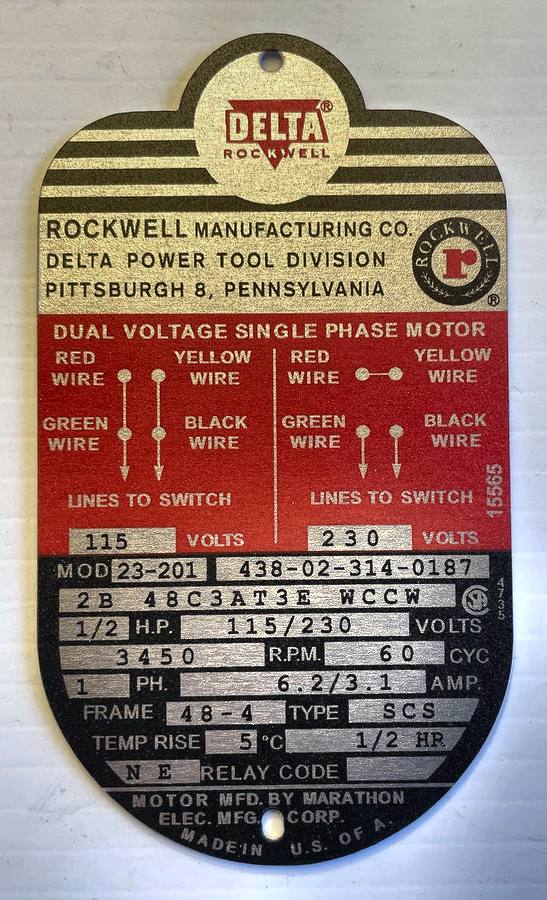 DELTA®
ROCKWELL
ROCKWELL MANUFACTURING CO.
DELTA POWER TOOL DIVISION
PITTSBURGH 8, PENNSYLVANIA
ROCKWELL
r
®
DUAL VOLTAGE SINGLE PHASE MOTOR
RED WIRE YELLOW WIRE
GREEN WIRE BLACK WIRE
LINES TO SWITCH
115 VOLTS
RED WIRE YELLOW WIRE
GREEN WIRE BLACK WIRE
LINES TO SWITCH
230 VOLTS
15565
MOD 23-201 438-02-314-0187
2B 48C3AT3E WCCW
4735
1/2 H.P. 115/230 VOLTS
3450 R.P.M. 60 CYC
1 PH. 6.2/3.1 AMP.
FRAME 48-4 TYPE SCS
TEMP RISE 5 °C 1/2 HR
NE RELAY CODE
MOTOR MFD. BY MARATHON
ELEC. MFG. CORP.
MADE IN U.S. OF A.